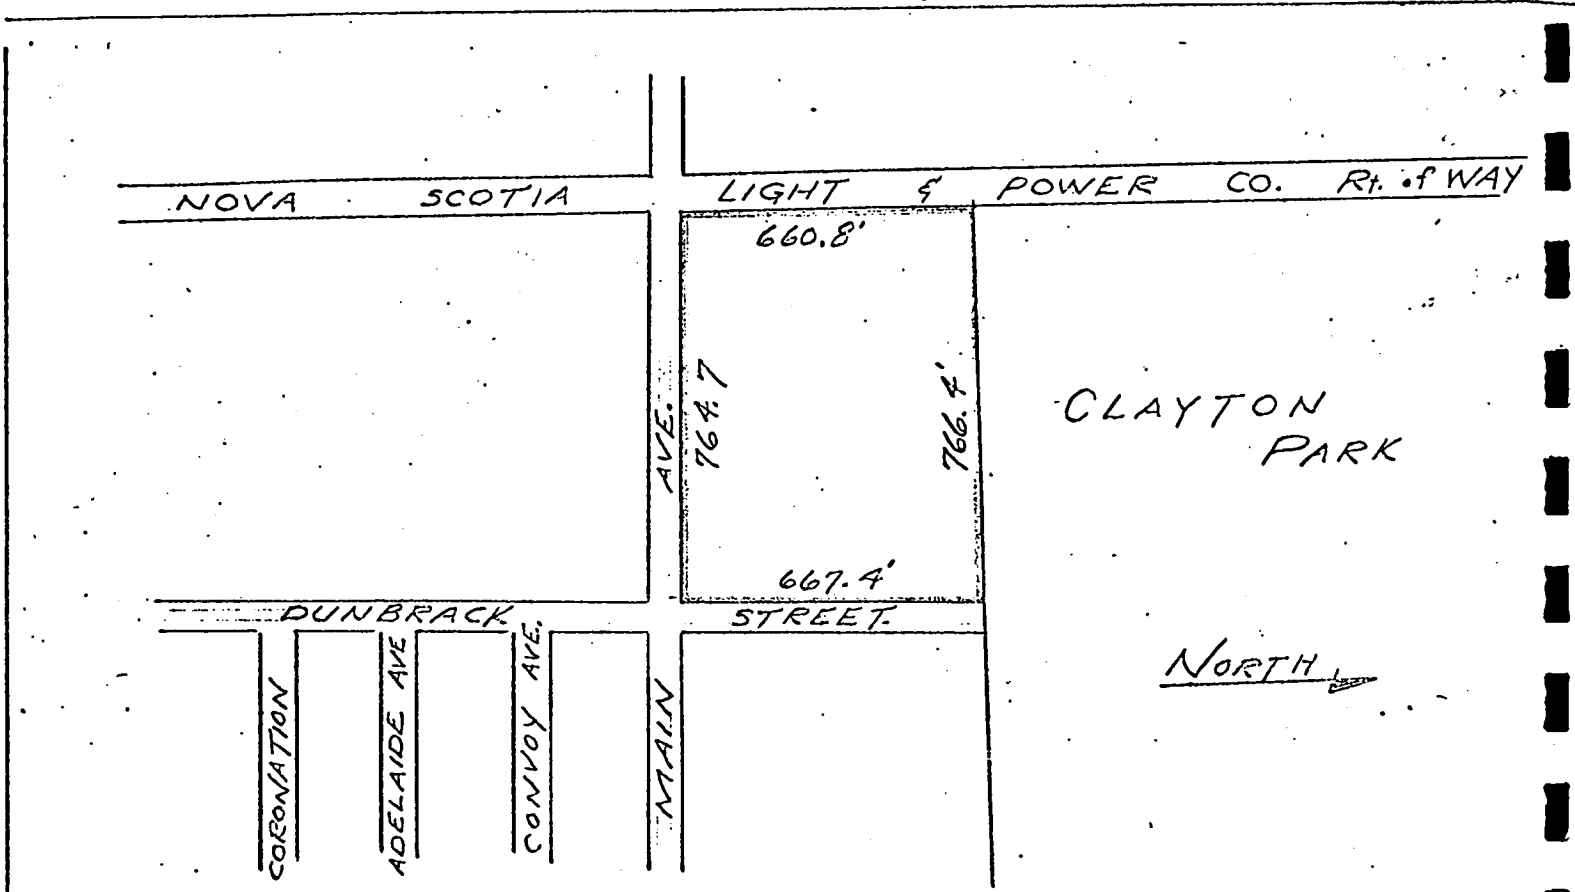 NOVA SCOTIA LIGHT & POWER CO. Rt. of WAY
660.8'
764.7
766.4'
AVE.
CLAYTON
PARK
667.4'
DUNBRACK STREET.
NORTH
CORONATION
ADELAIDE AVE
CONVOY AVE.
MAIN